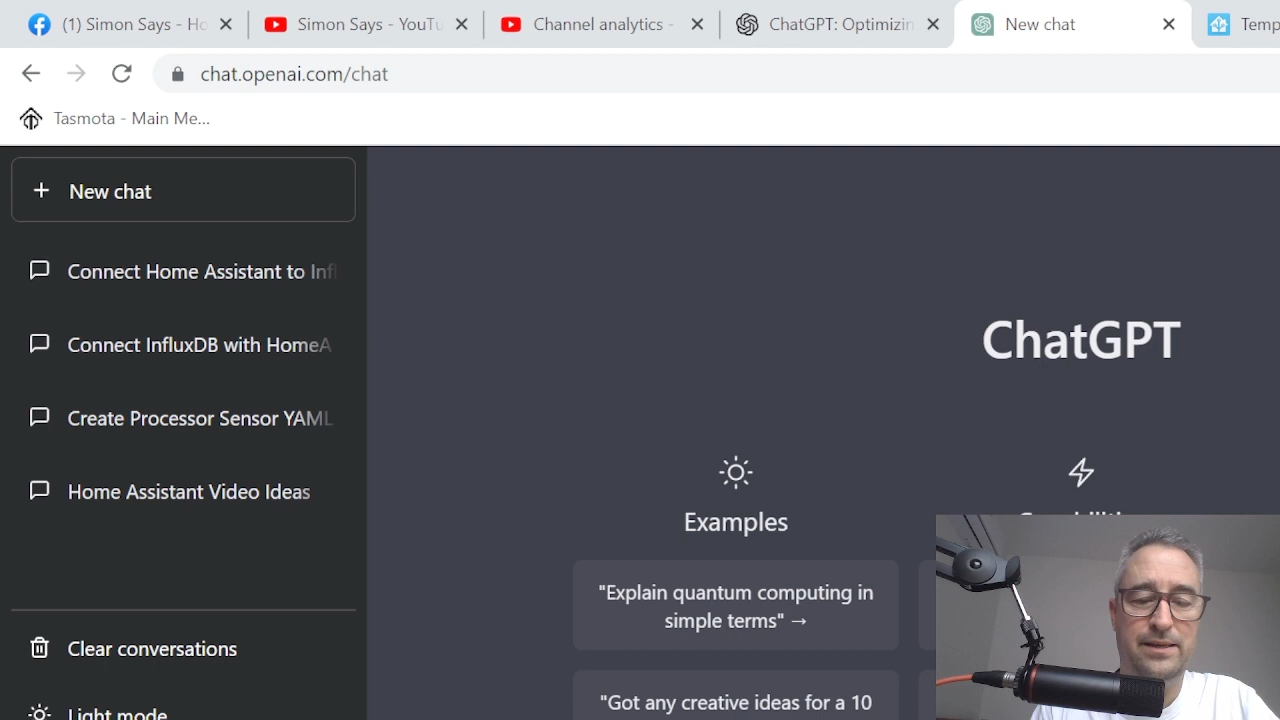 (1) Simon Says - Ho
Simon Says - YouTu
Channel analytics -
ChatGPT: Optimizin
New chat
Temp
chat.openai.com/chat
Tasmota - Main Me...
New chat
Connect Home Assistant to Infl
Connect InfluxDB with HomeA
Create Processor Sensor YAML
Home Assistant Video Ideas
Clear conversations
Light mode
ChatGPT
Examples
"Explain quantum computing in
simple terms" →
"Got any creative ideas for a 10